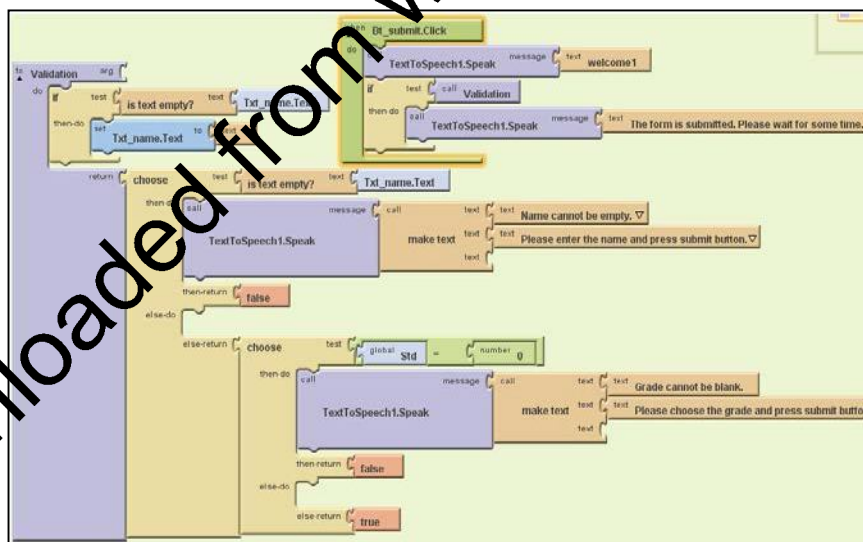 when Bt_submit.Click
do TextToSpeech1.Speak message text welcome1
if test call Validation
then-do call TextToSpeech1.Speak message text The form is submitted. Please wait for some time.
to Validation arg
do if test is text empty? text Txt_name.Text
then-do set Txt_name.Text to text
return choose test is text empty? text Txt_name.Text
then-do call TextToSpeech1.Speak message call make text text text Name cannot be empty.
text text Please enter the name and press submit button.
text
then-return false
else-do
else-return choose test global Std = number 0
then-do call TextToSpeech1.Speak message call make text text text Grade cannot be blank.
text text Please choose the grade and press submit
text
then-return false
else-do
else-return true
nloaded from